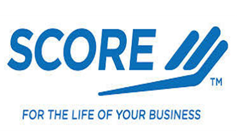 SCORE
TM
FOR THE LIFE OF YOUR BUSINESS